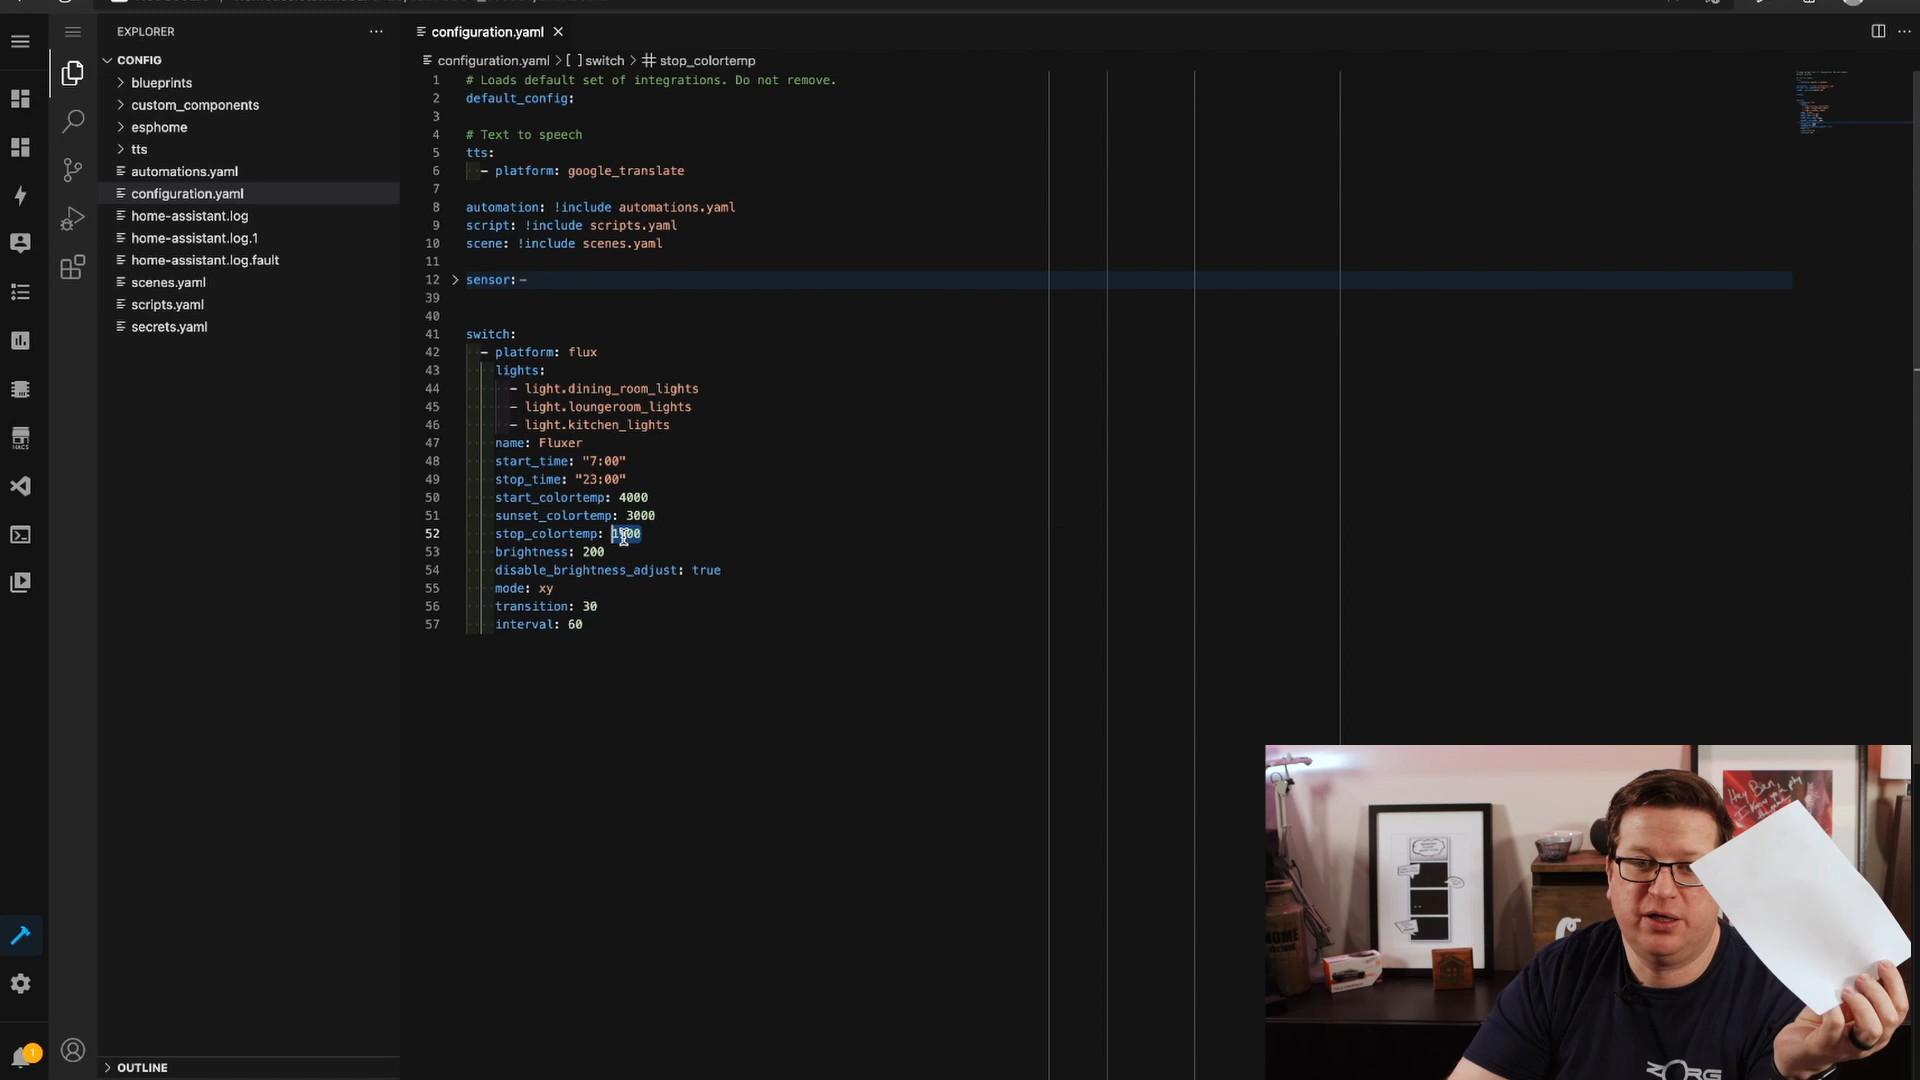 EXPLORER
CONFIG
blueprints
custom_components
esphome
tts
automations.yaml
configuration.yaml
home-assistant.log
home-assistant.log.1
home-assistant.log.fault
scenes.yaml
scripts.yaml
secrets.yaml
OUTLINE
HACS
1
configuration.yaml
configuration.yaml > [ ] switch > stop_colortemp
1 # Loads default set of integrations. Do not remove.
2 default_config:
3
4 # Text to speech
5 tts:
6 - platform: google_translate
7
8 automation: !include automations.yaml
9 script: !include scripts.yaml
10 scene: !include scenes.yaml
11
12 sensor:
39
40
41 switch:
42 - platform: flux
43 lights:
44 - light.dining_room_lights
45 - light.loungeroom_lights
46 - light.kitchen_lights
47 name: Fluxer
48 start_time: "7:00"
49 stop_time: "23:00"
50 start_colortemp: 4000
51 sunset_colortemp: 3000
52 stop_colortemp:
53 brightness: 200
54 disable_brightness_adjust: true
55 mode: xy
56 transition: 30
57 interval: 60
Hey Ben,
HOME
ZORG